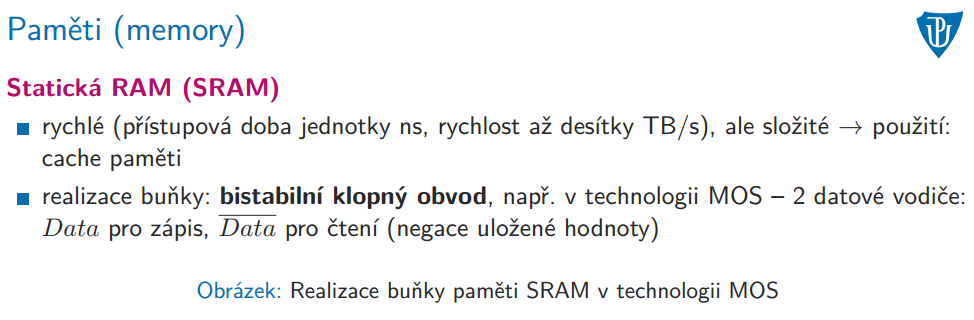 Paměti (memory)
Statická RAM (SRAM)
rychlé (přístupová doba jednotky ns, rychlost až desítky TB/s), ale složité → použití:
cache paměti
realizace buňky: bistabilní klopný obvod, např. v technologii MOS – 2 datové vodiče:
Data pro zápis, \overline{Data} pro čtení (negace uložené hodnoty)
Obrázek: Realizace buňky paměti SRAM v technologii MOS